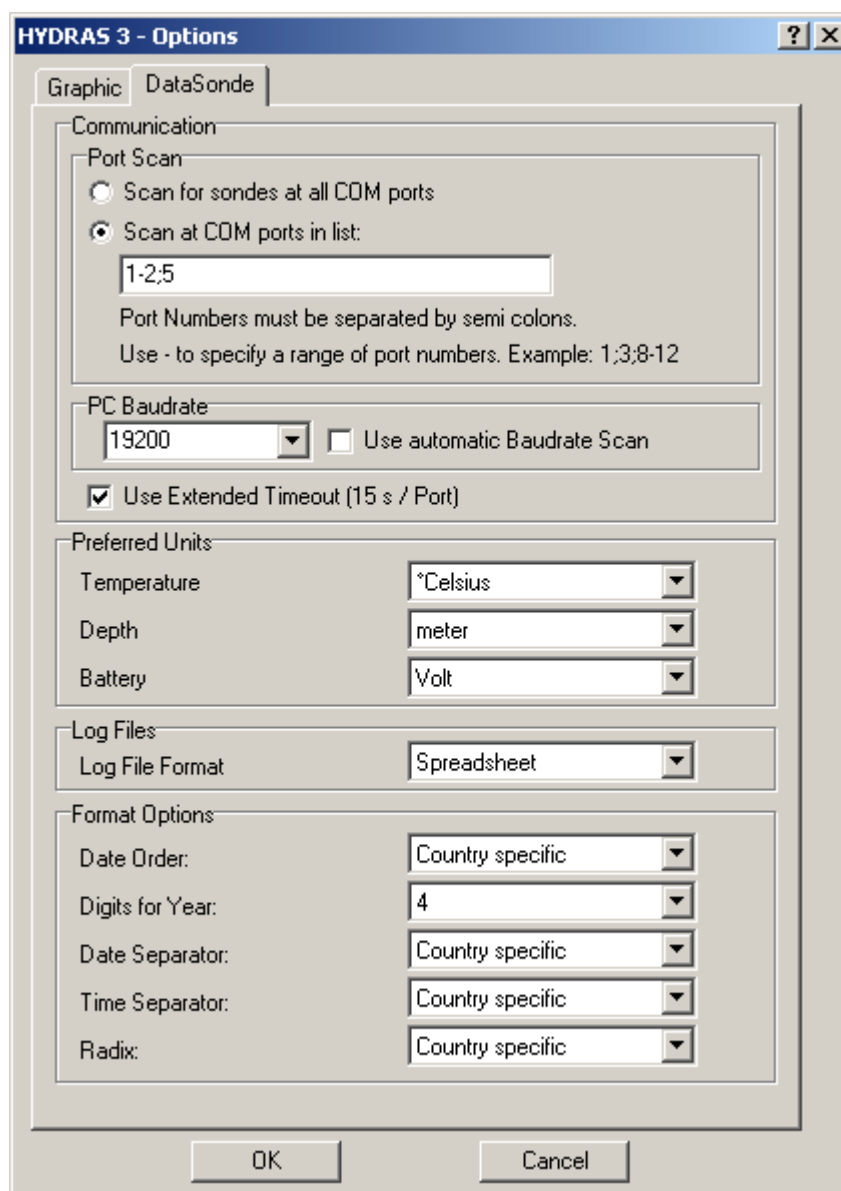 HYDRAS 3 - Options
Graphic
DataSonde
Communication
Port Scan
Scan for sondes at all COM ports
Scan at COM ports in list:
1-2;5
Port Numbers must be separated by semi colons.
Use - to specify a range of port numbers. Example: 1;3;8-12
PC Baudrate
19200
Use automatic Baudrate Scan
Use Extended Timeout (15 s / Port)
Preferred Units
Temperature
°Celsius
Depth
meter
Battery
Volt
Log Files
Log File Format
Spreadsheet
Format Options
Date Order:
Country specific
Digits for Year:
4
Date Separator:
Country specific
Time Separator:
Country specific
Radix:
Country specific
OK
Cancel